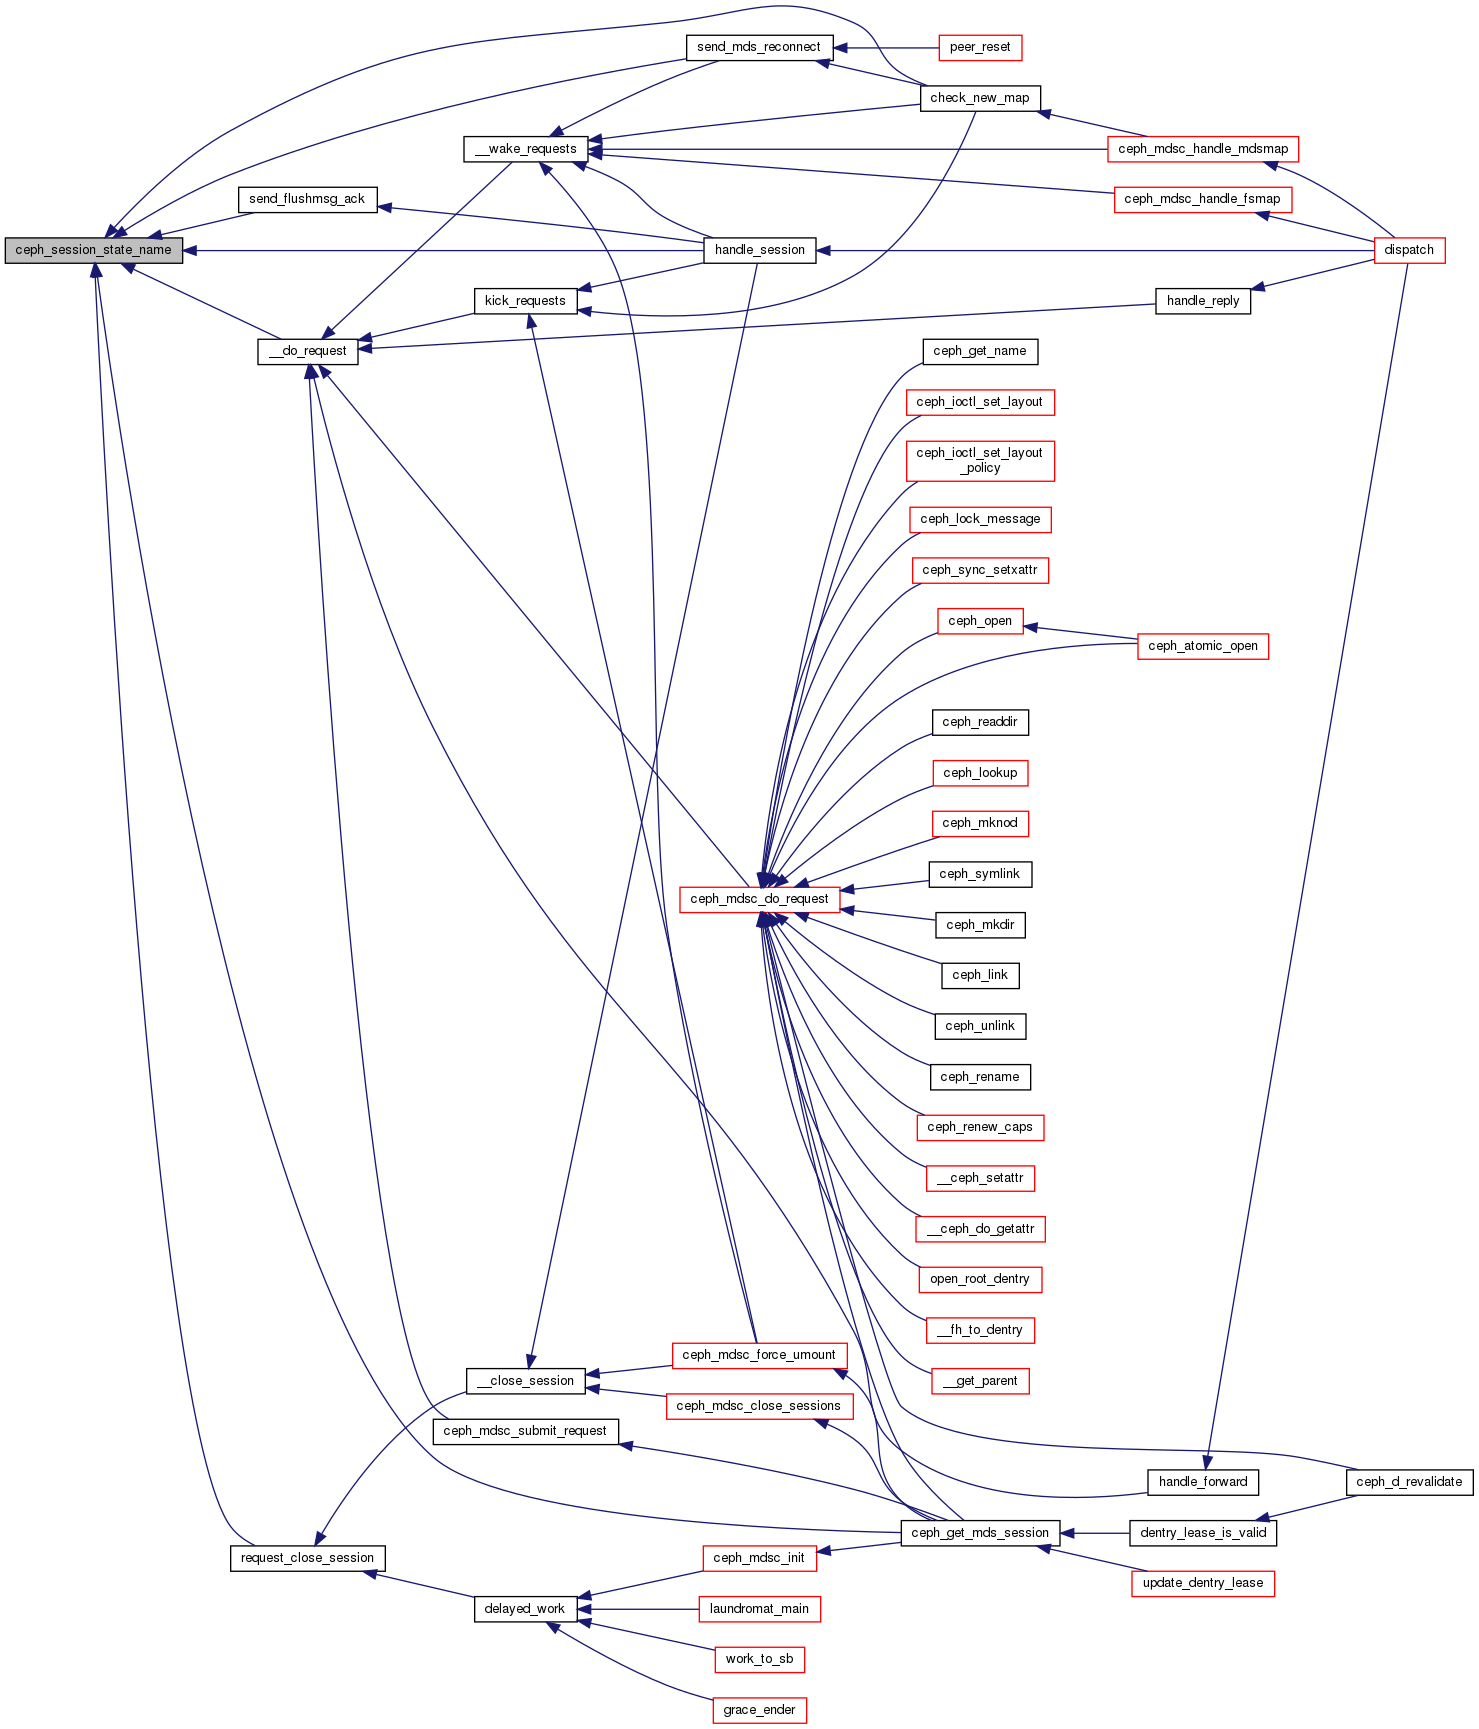 send_mds_reconnect
peer_reset
check_new_map
__wake_requests
ceph_mdsc_handle_mdsmap
send_flushmsg_ack
ceph_mdsc_handle_fsmap
ceph_session_state_name
handle_session
dispatch
kick_requests
handle_reply
__do_request
ceph_get_name
ceph_ioctl_set_layout
ceph_ioctl_set_layout
_policy
ceph_lock_message
ceph_sync_setxattr
ceph_open
ceph_atomic_open
ceph_readdir
ceph_lookup
ceph_mknod
ceph_symlink
ceph_mdsc_do_request
ceph_mkdir
ceph_link
ceph_unlink
ceph_rename
ceph_renew_caps
__ceph_setattr
__ceph_do_getattr
open_root_dentry
__fh_to_dentry
ceph_mdsc_force_umount
__close_session
__get_parent
ceph_mdsc_close_sessions
ceph_mdsc_submit_request
handle_forward
ceph_d_revalidate
ceph_get_mds_session
dentry_lease_is_valid
request_close_session
ceph_mdsc_init
update_dentry_lease
delayed_work
laundromat_main
work_to_sb
grace_ender